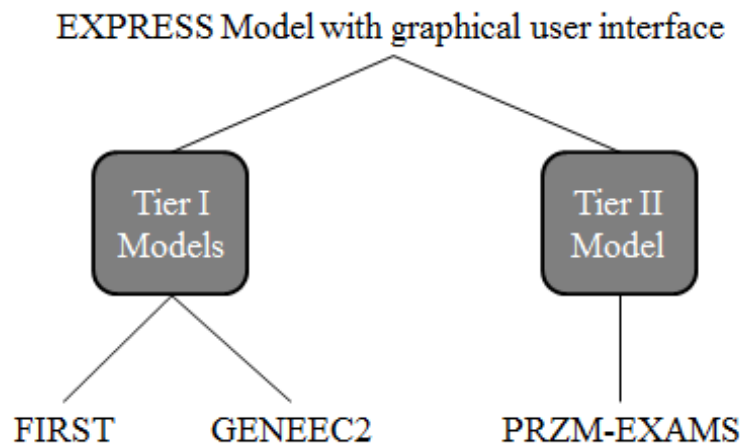 EXPRESS Model with graphical user interface
Tier I
Models
Tier II
Model
FIRST
GENEEC2
PRZM-EXAMS